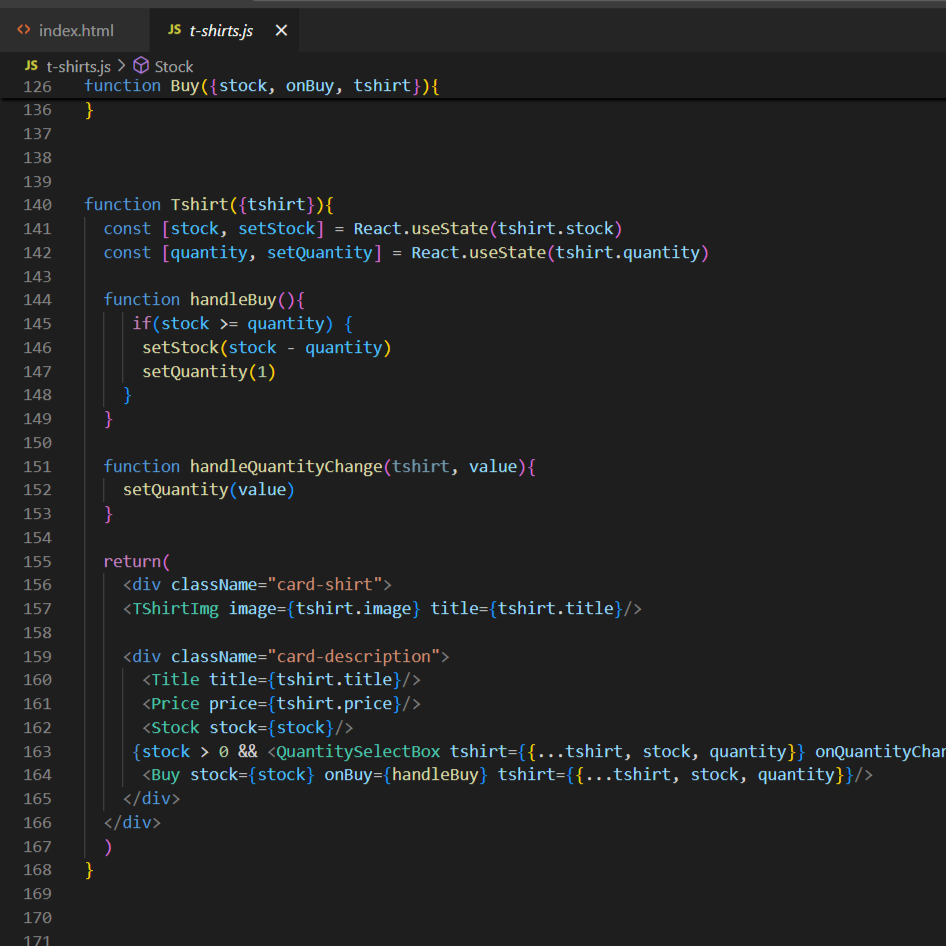 index.html
JS t-shirts.js
JS t-shirts.js > Stock
126 function Buy({stock, onBuy, tshirt}){
136 }
137
138
139
140 function Tshirt({tshirt}){
141   const [stock, setStock] = React.useState(tshirt.stock)
142   const [quantity, setQuantity] = React.useState(tshirt.quantity)
143
144   function handleBuy(){
145      if(stock >= quantity) {
146       setStock(stock - quantity)
147       setQuantity(1)
148     }
149   }
150
151   function handleQuantityChange(tshirt, value){
152     setQuantity(value)
153   }
154
155   return(
156     <div className="card-shirt">
157     <TShirtImg image={tshirt.image} title={tshirt.title}/>
158
159     <div className="card-description">
160       <Title title={tshirt.title}/>
161       <Price price={tshirt.price}/>
162       <Stock stock={stock}/>
163      {stock > 0 && <QuantitySelectBox tshirt={{...tshirt, stock, quantity}} onQuantityChan
164       <Buy stock={stock} onBuy={handleBuy} tshirt={{...tshirt, stock, quantity}}/>
165     </div>
166   </div>
167   )
168 }
169
170
171